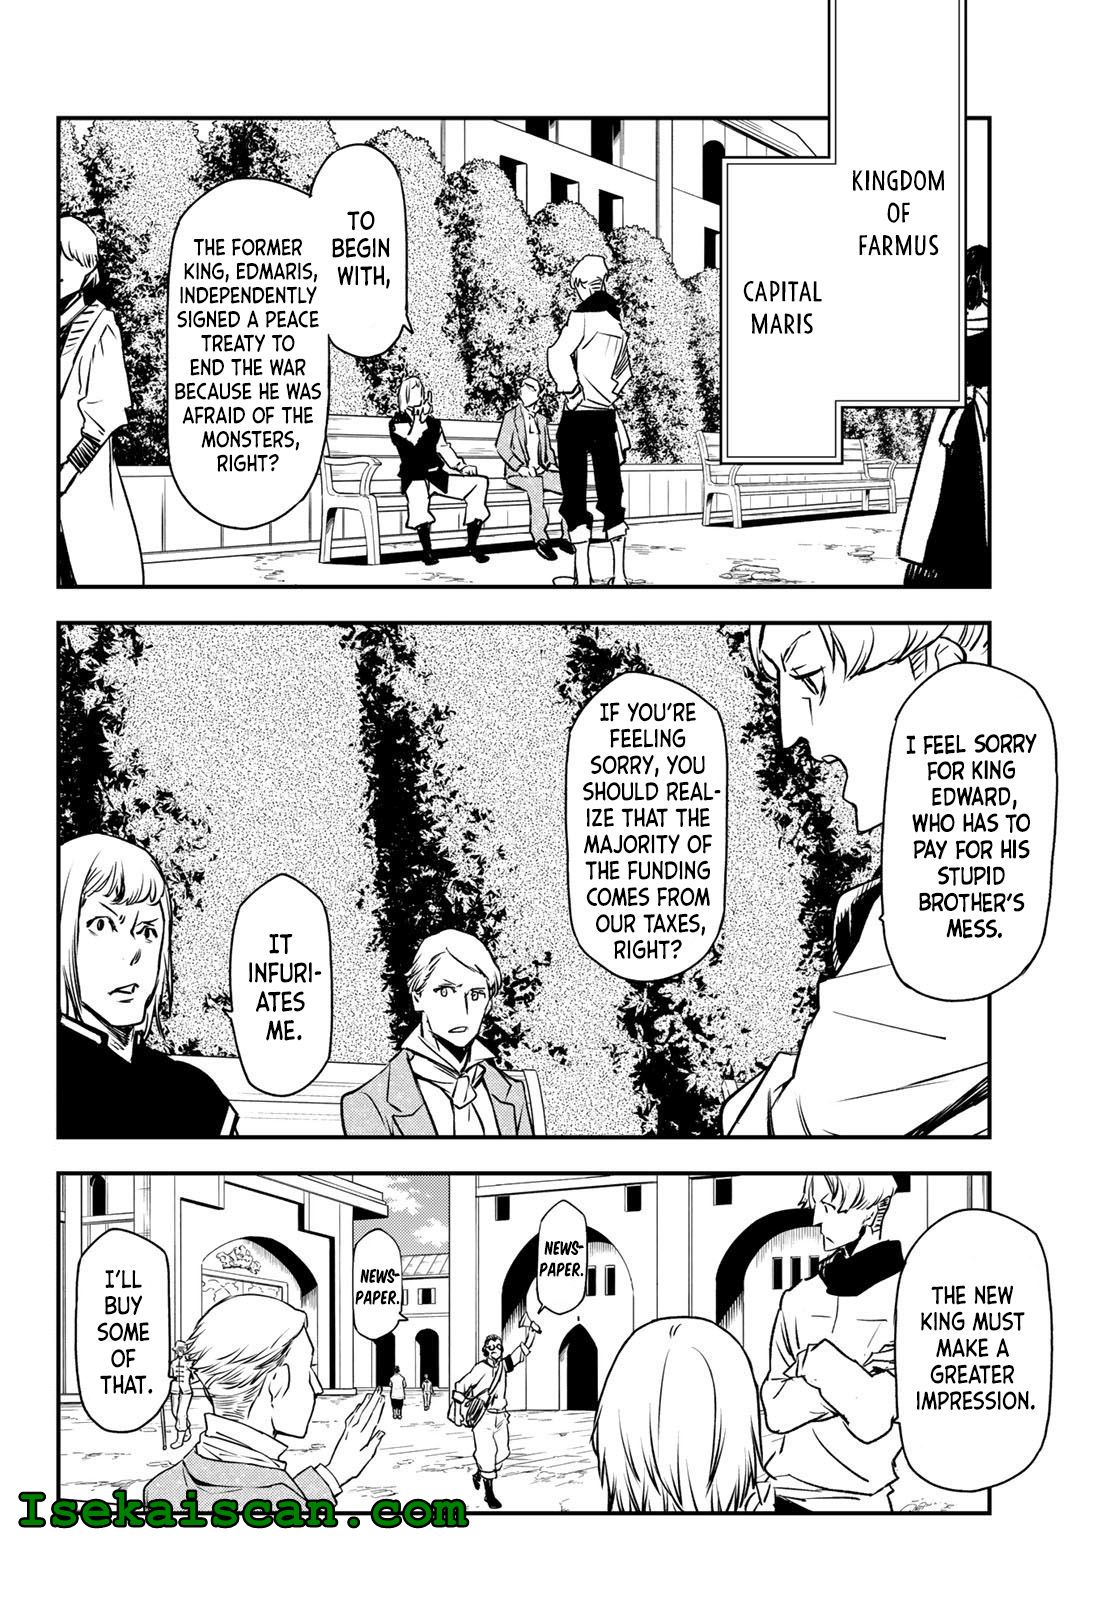 KINGDOM
OF
FARMUS
CAPITAL
MARIS
TO
BEGIN
WITH,
THE FORMER
KING, EDMARIS,
INDEPENDENTLY
SIGNED A PEACE
TREATY TO
END THE WAR
BECAUSE HE WAS
AFRAID OF THE
MONSTERS,
RIGHT?
I FEEL SORRY
FOR KING
EDWARD,
WHO HAS TO
PAY FOR HIS
STUPID
BROTHER'S
MESS.
IF YOU'RE
FEELING
SORRY, YOU
SHOULD REAL-
IZE THAT THE
MAJORITY OF
THE FUNDING
COMES FROM
OUR TAXES,
RIGHT?
IT
INFURI-
ATES
ME.
THE NEW
KING MUST
MAKE A
GREATER
IMPRESSION.
NEWS-
PAPER.
NEWS-
PAPER.
I'LL
BUY
SOME
OF
THAT.
Isekaiscan.com